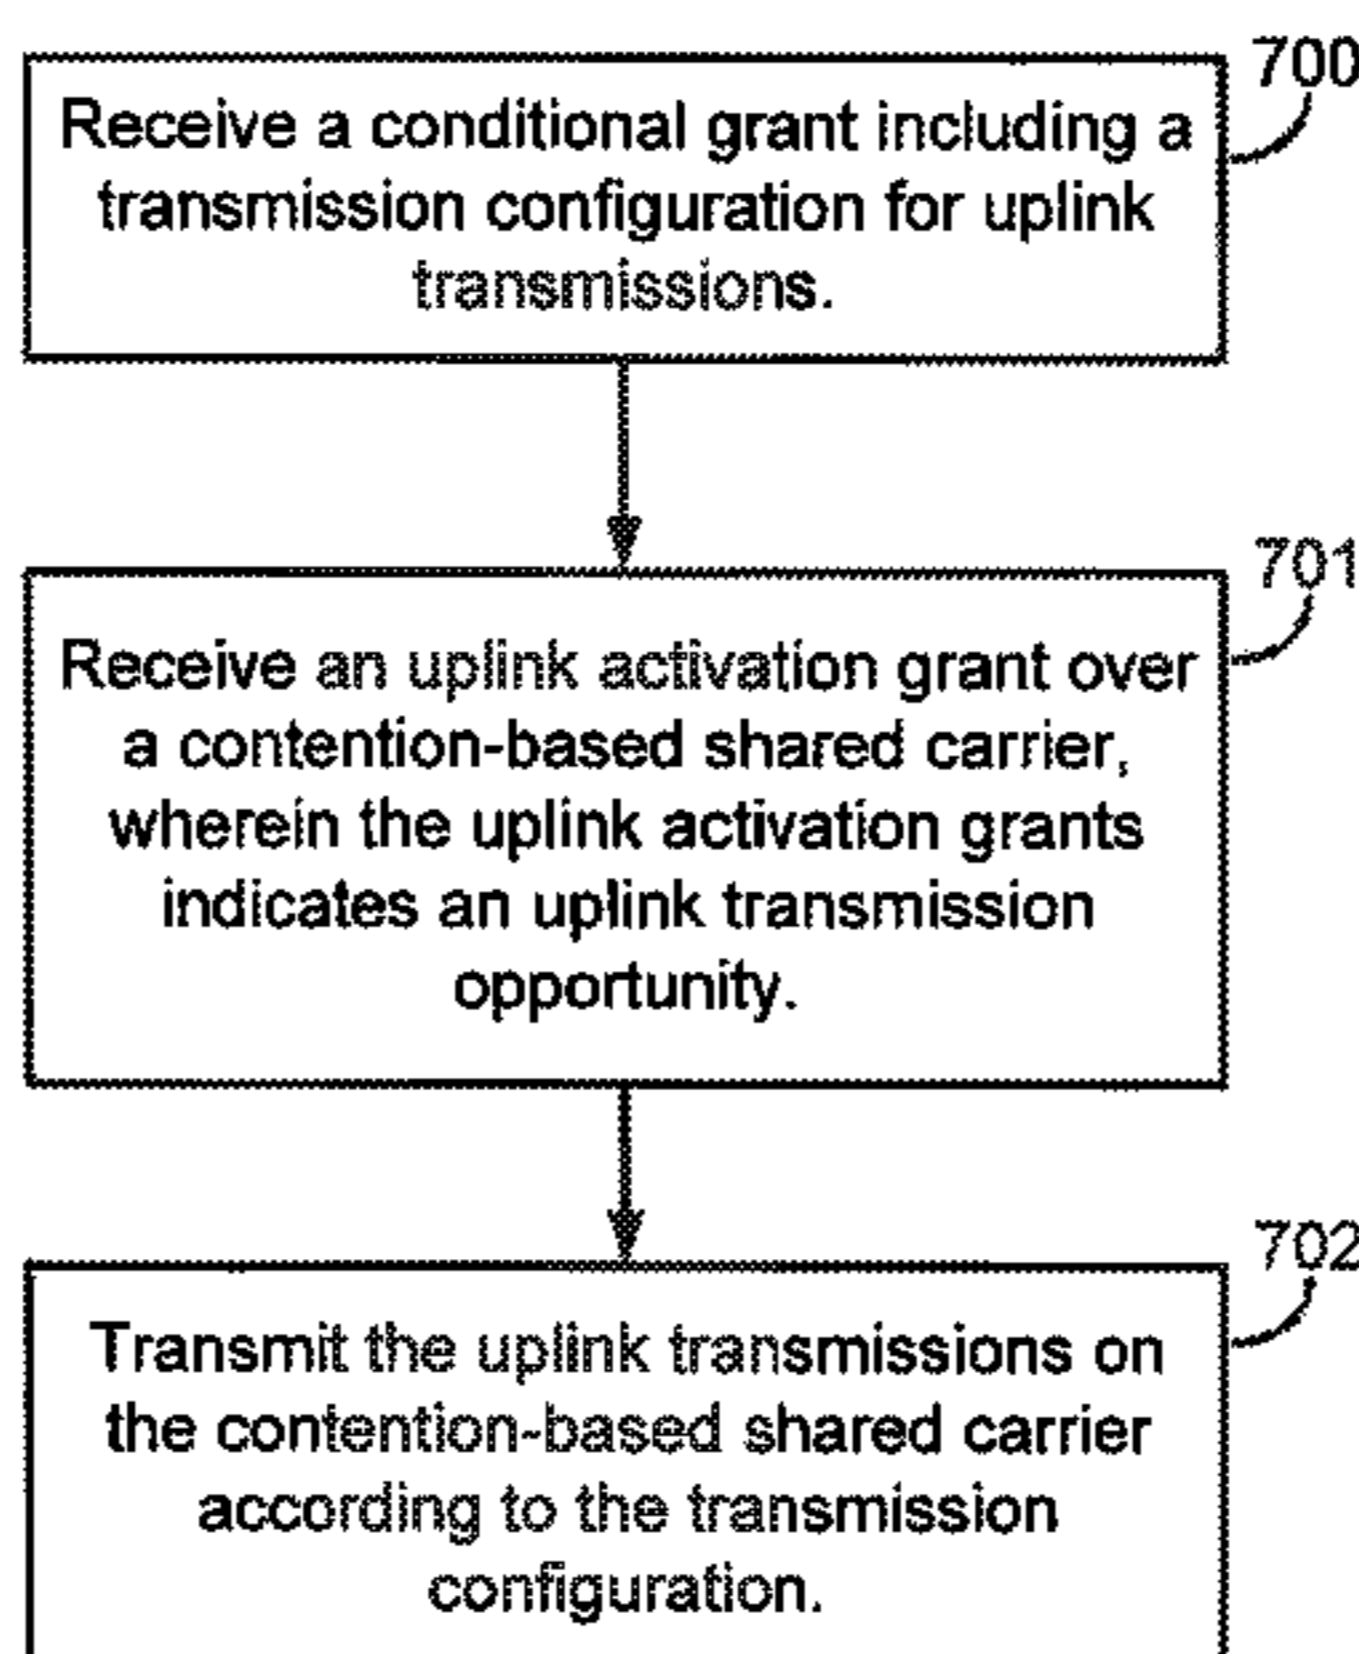 700
Receive a conditional grant including a
transmission configuration for uplink
transmissions.
701
Receive an uplink activation grant over
a contention-based shared carrier,
wherein the uplink activation grants
indicates an uplink transmission
opportunity.
702
Transmit the uplink transmissions on
the contention-based shared carrier
according to the transmission
configuration.